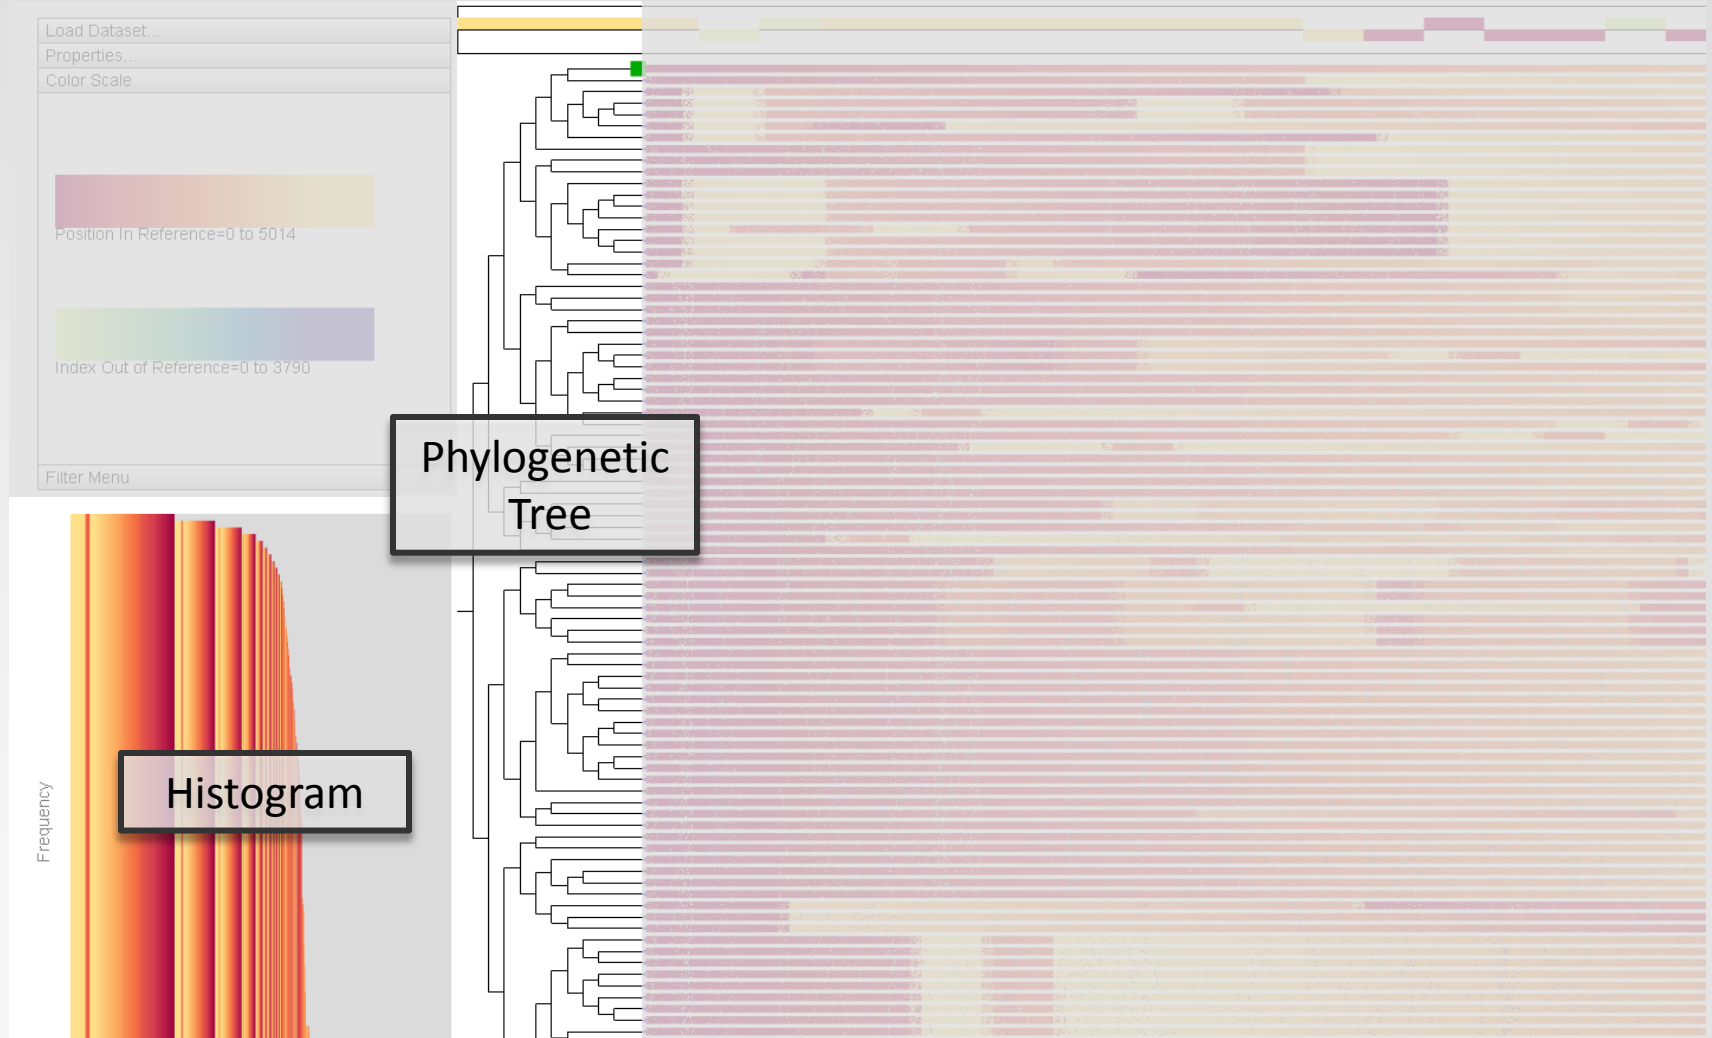 Load Dataset...
Properties...
Color Scale
Position In Reference=0 to 5014
Index Out of Reference=0 to 3790
Filter Menu
Phylogenetic
Tree
Histogram
Frequency